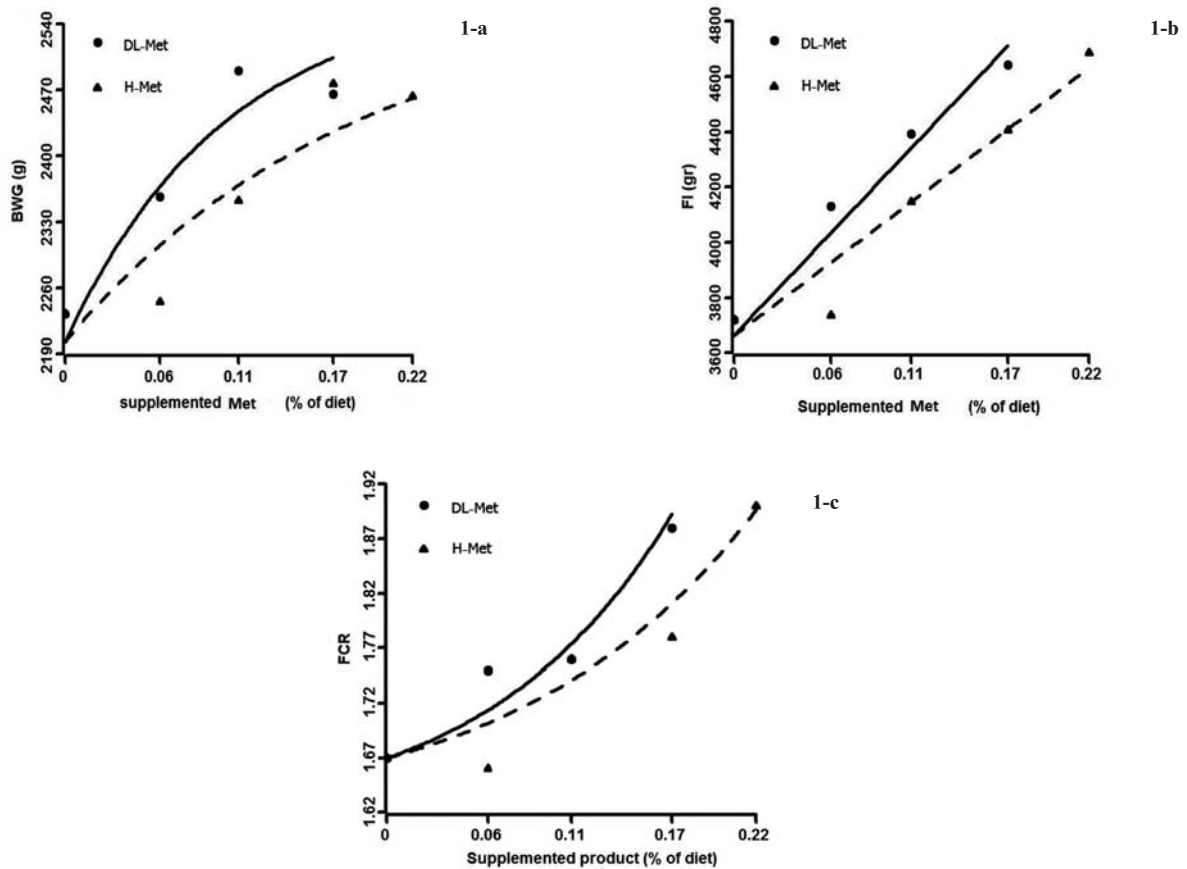 1-a
DL-Met
H-Met
BWG (g)
2540
2470
2400
2330
2260
2190
0 0.06 0.11 0.17 0.22
supplemented Met (% of diet)
1-b
DL-Met
H-Met
FI (gr)
4800
4600
4400
4200
4000
3800
3600
0 0.06 0.11 0.17 0.22
Supplemented Met (% of diet)
1-c
DL-Met
H-Met
FCR
1.92
1.87
1.82
1.77
1.72
1.67
1.62
0 0.06 0.11 0.17 0.22
Supplemented product (% of diet)